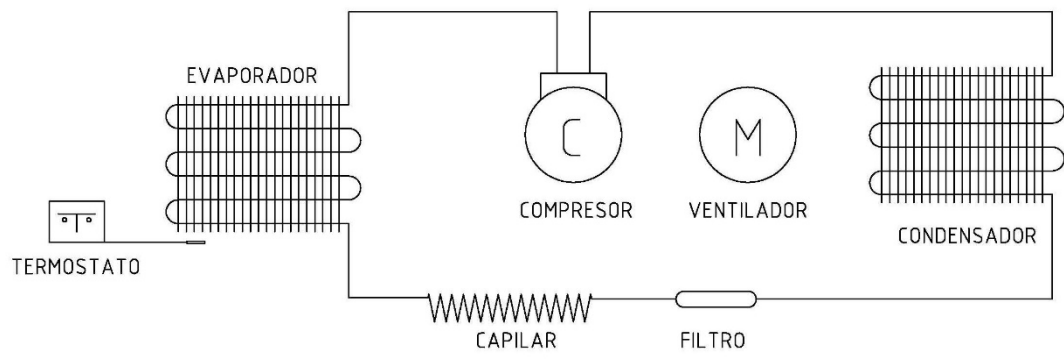 EVAPORADOR
C
M
COMPRESOR
VENTILADOR
CONDENSADOR
TERMOSTATO
CAPILAR
FILTRO